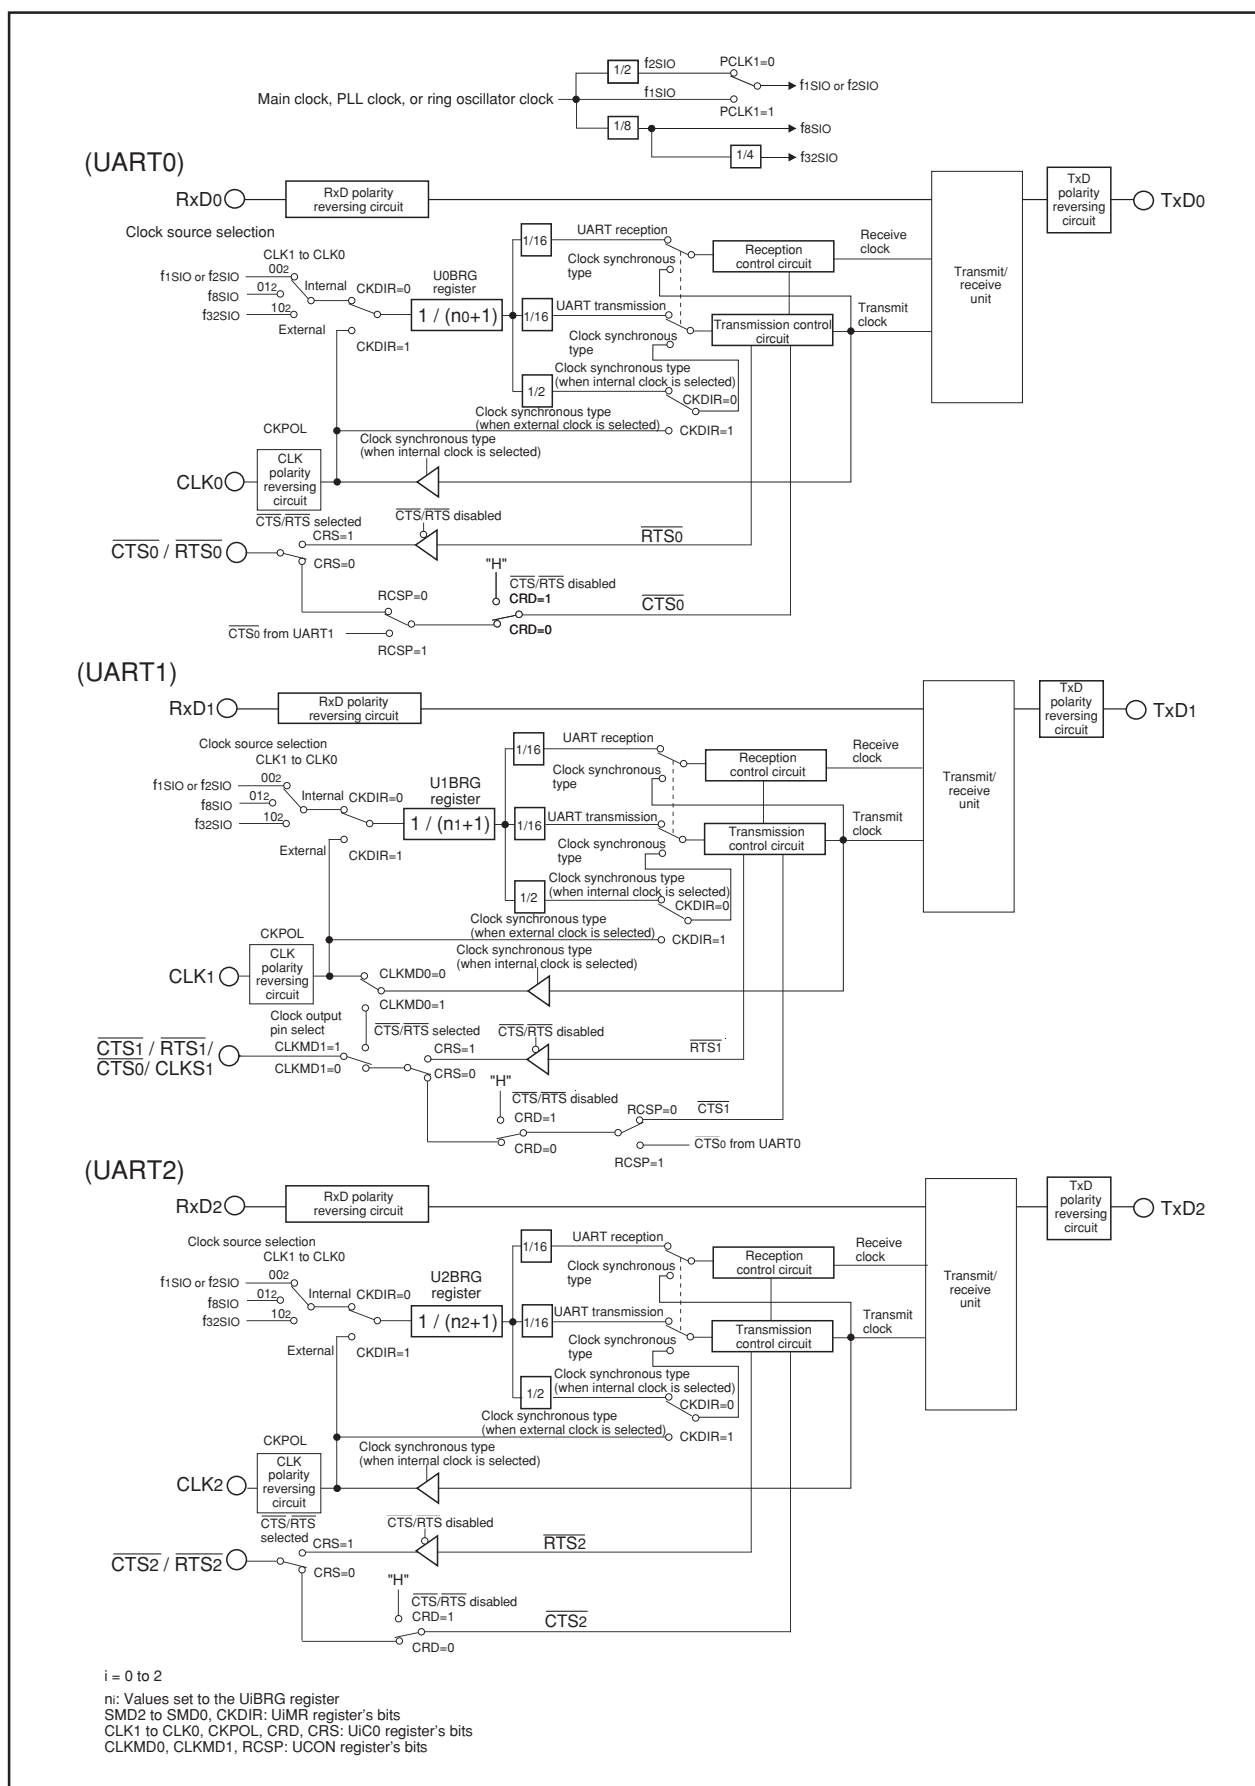 f2SIO
PCLK1=0
1/2
f1SIO or f2SIO
Main clock, PLL clock, or ring oscillator clock
f1SIO
PCLK1=1
1/8
f8SIO
1/4
f32SIO
(UART0)
RxD0
RxD polarity
reversing circuit
TxD
polarity
reversing
circuit
TxD0
Clock source selection
CLK1 to CLK0
f1SIO or f2SIO
002
f8SIO
012
f32SIO
102
Internal
CKDIR=0
External
CKDIR=1
U0BRG
register
1 / (n0+1)
1/16
UART reception
Clock synchronous
type
Reception
control circuit
Receive
clock
1/16
UART transmission
Clock synchronous
type
Transmission control
circuit
Transmit
clock
Transmit/
receive
unit
1/2
Clock synchronous type
(when internal clock is selected)
CKDIR=0
Clock synchronous type
(when external clock is selected)
CKDIR=1
CKPOL
Clock synchronous type
(when internal clock is selected)
CLK0
CLK
polarity
reversing
circuit
CTS/RTS selected
CTS/RTS disabled
CTS0 / RTS0
CRS=1
CRS=0
RTS0
"H"
CTS/RTS disabled
RCSP=0
CRD=1
CTS0
CTS0 from UART1
CRD=0
RCSP=1
(UART1)
RxD1
RxD polarity
reversing circuit
TxD
polarity
reversing
circuit
TxD1
Clock source selection
CLK1 to CLK0
f1SIO or f2SIO
002
f8SIO
012
f32SIO
102
Internal
CKDIR=0
External
CKDIR=1
U1BRG
register
1 / (n1+1)
1/16
UART reception
Clock synchronous
type
Reception
control circuit
Receive
clock
1/16
UART transmission
Clock synchronous
type
Transmission
control circuit
Transmit
clock
Transmit/
receive
unit
1/2
Clock synchronous type
(when internal clock is selected)
CKDIR=0
Clock synchronous type
(when external clock is selected)
CKDIR=1
CKPOL
Clock synchronous type
(when internal clock is selected)
CLK1
CLK
polarity
reversing
circuit
CLKMD0=0
CLKMD0=1
Clock output
pin select
CTS/RTS selected
CTS/RTS disabled
CTS1 / RTS1/
CTS0/ CLKS1
CLKMD1=1
CLKMD1=0
CRS=1
CRS=0
RTS1
"H"
CTS/RTS disabled
CRD=1
CRD=0
RCSP=0
CTS1
CTS0 from UART0
RCSP=1
(UART2)
RxD2
RxD polarity
reversing circuit
TxD
polarity
reversing
circuit
TxD2
Clock source selection
CLK1 to CLK0
f1SIO or f2SIO
002
f8SIO
012
f32SIO
102
Internal
CKDIR=0
External
CKDIR=1
U2BRG
register
1 / (n2+1)
1/16
UART reception
Clock synchronous
type
Reception
control circuit
Receive
clock
1/16
UART transmission
Clock synchronous
type
Transmission
control circuit
Transmit
clock
Transmit/
receive
unit
1/2
Clock synchronous type
(when internal clock is selected)
CKDIR=0
Clock synchronous type
(when external clock is selected)
CKDIR=1
CKPOL
Clock synchronous type
(when internal clock is selected)
CLK2
CLK
polarity
reversing
circuit
CTS/RTS
selected
CTS/RTS disabled
CTS2 / RTS2
CRS=1
CRS=0
RTS2
"H"
CTS/RTS disabled
CRD=1
CTS2
CRD=0
i = 0 to 2
ni: Values set to the UiBRG register
SMD2 to SMD0, CKDIR: UiMR register's bits
CLK1 to CLK0, CKPOL, CRD, CRS: UiC0 register's bits
CLKMD0, CLKMD1, RCSP: UCON register's bits